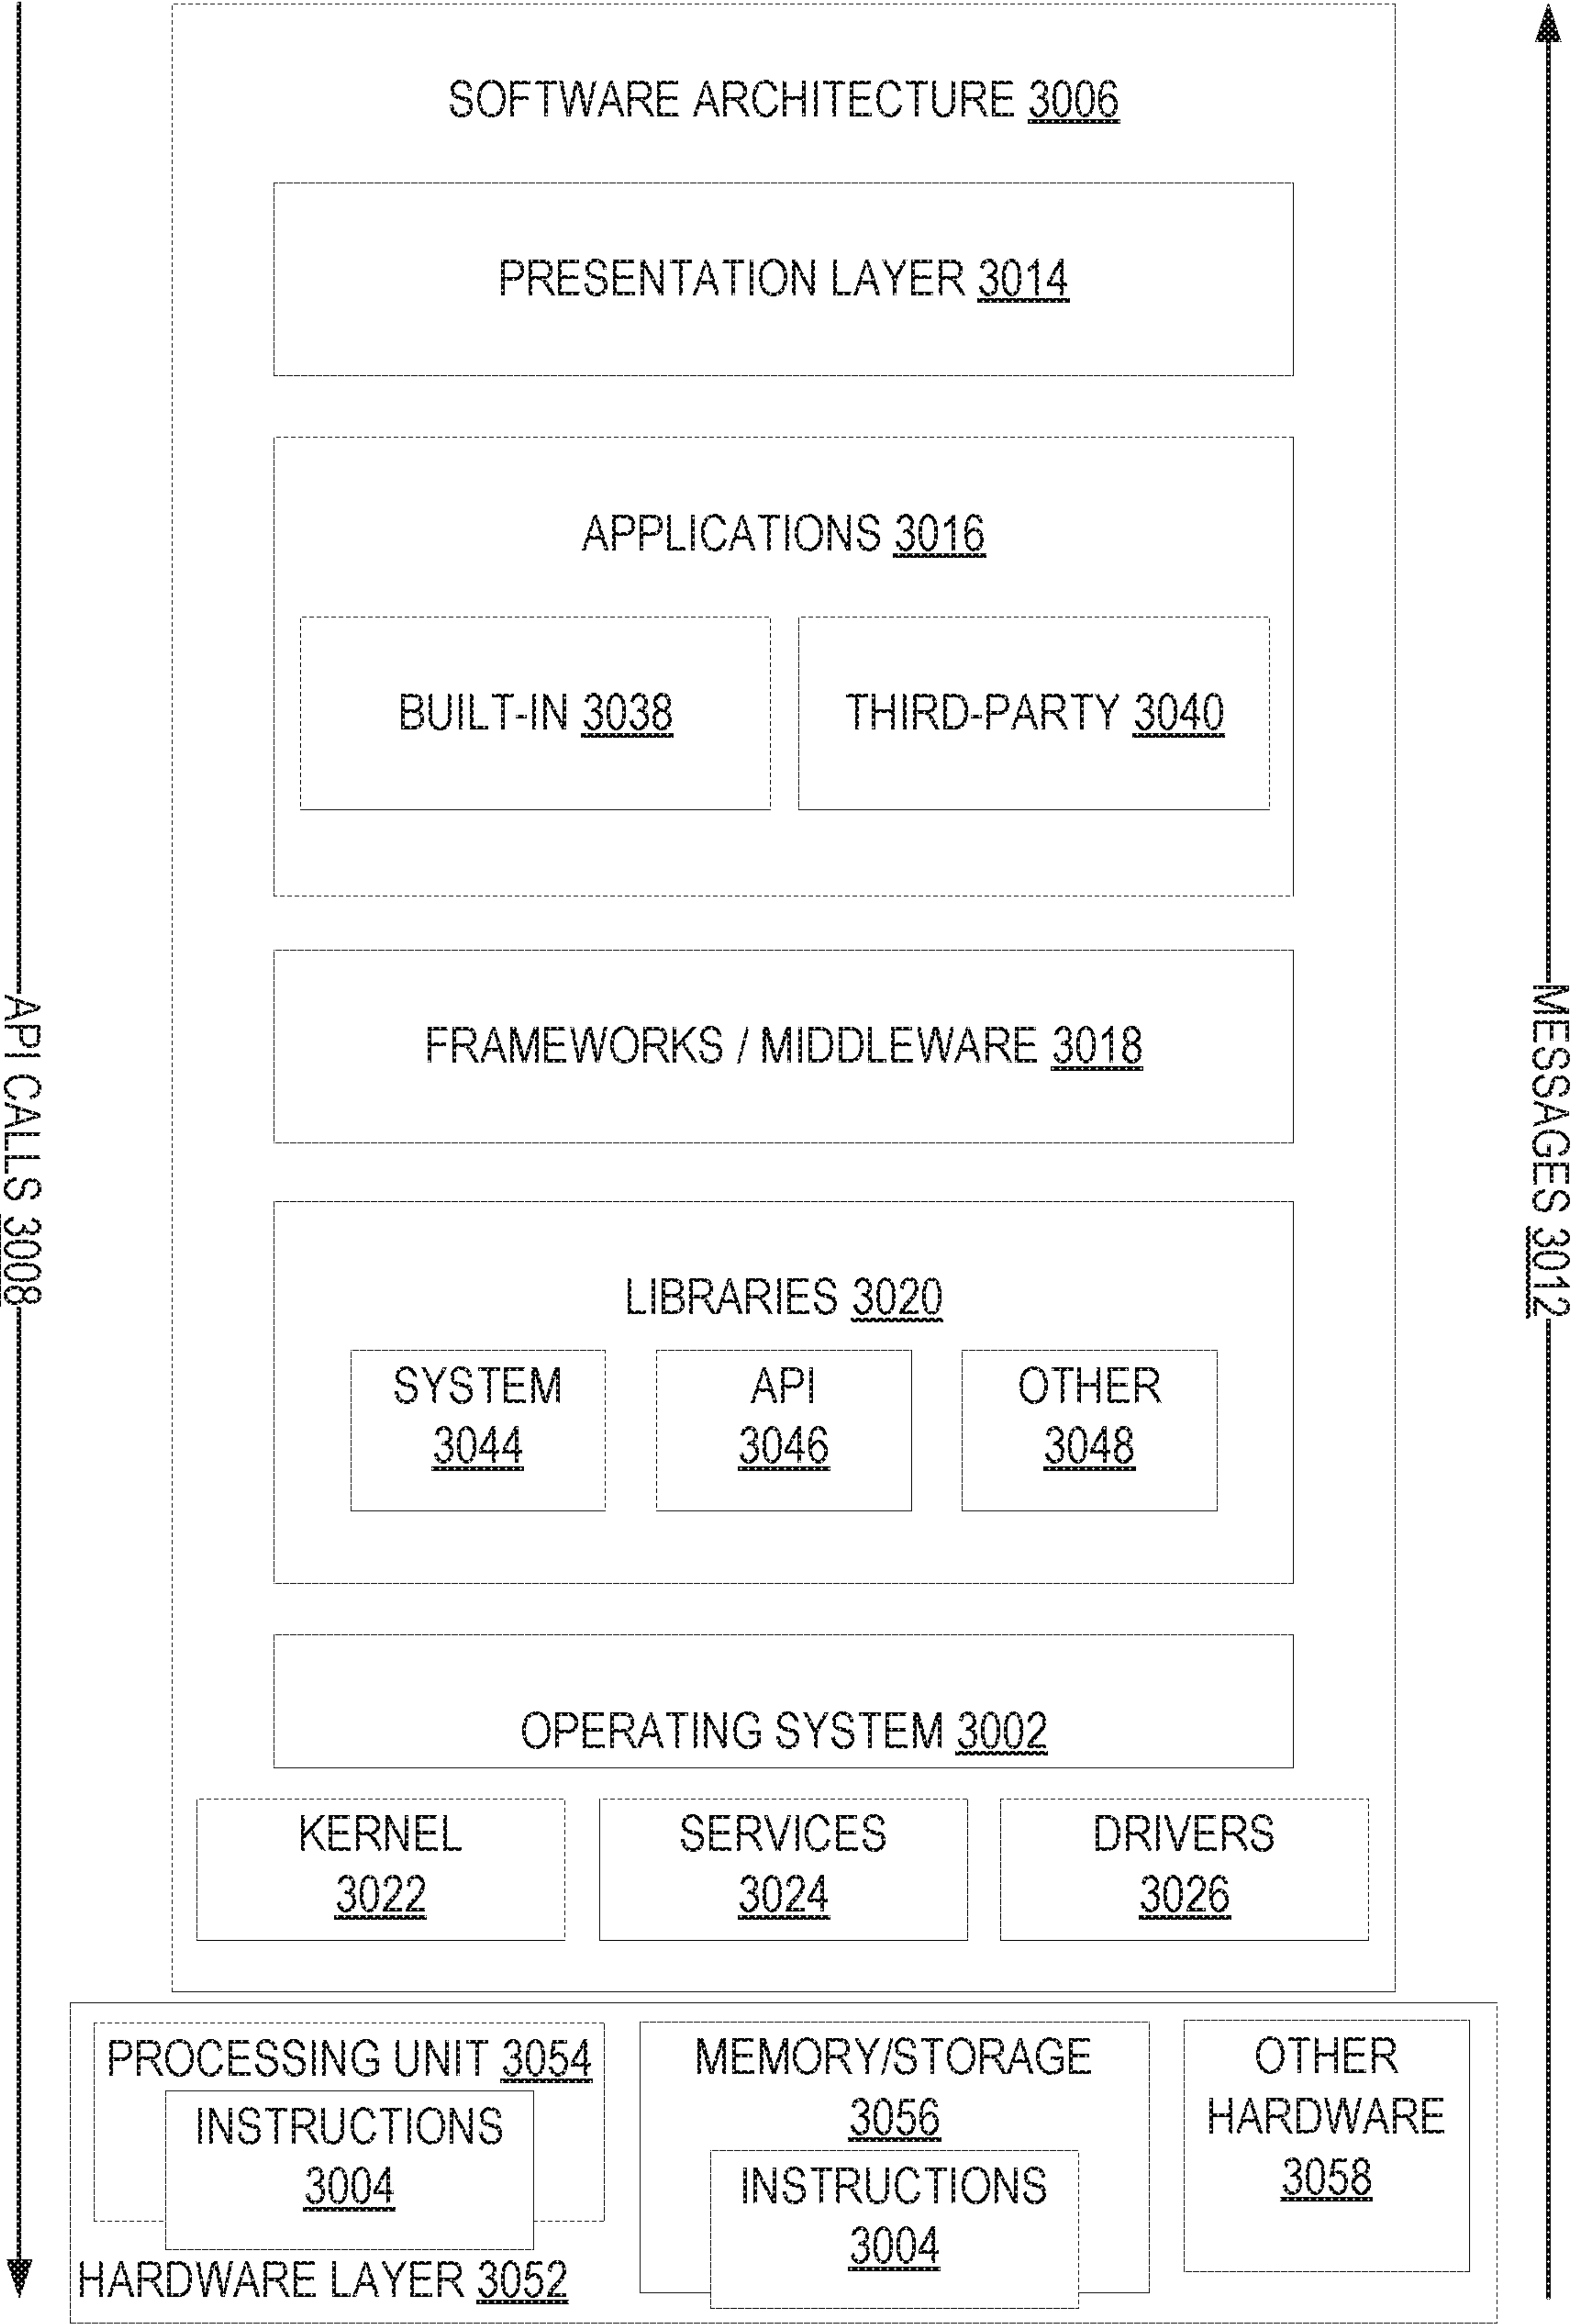 SOFTWARE ARCHITECTURE 3006
PRESENTATION LAYER 3014
APPLICATIONS 3016
BUILT-IN 3038
THIRD-PARTY 3040
FRAMEWORKS / MIDDLEWARE 3018
API CALLS 3008
MESSAGES 3012
LIBRARIES 3020
SYSTEM
3044
API
3046
OTHER
3048
OPERATING SYSTEM 3002
KERNEL
3022
SERVICES
3024
DRIVERS
3026
PROCESSING UNIT 3054
INSTRUCTIONS
3004
MEMORY/STORAGE
3056
INSTRUCTIONS
3004
OTHER
HARDWARE
3058
HARDWARE LAYER 3052